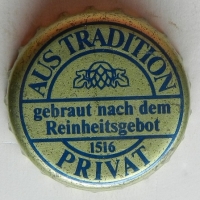 AUS TRADITION
gebraut nach dem
Reinheitsgebot
1516
PRIVAT